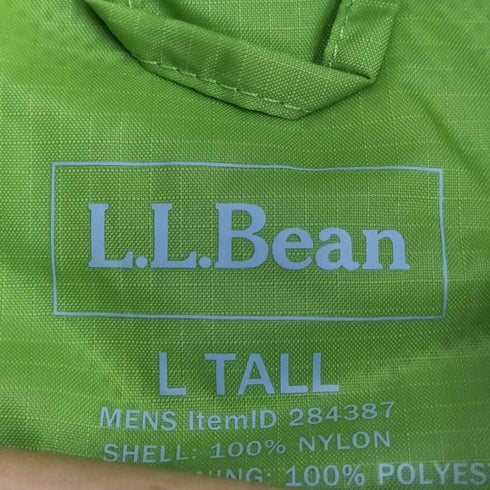 L.L.Bean
L TALL
MENS ItemID 284387
SHELL: 100% NYLON
100% POLYES